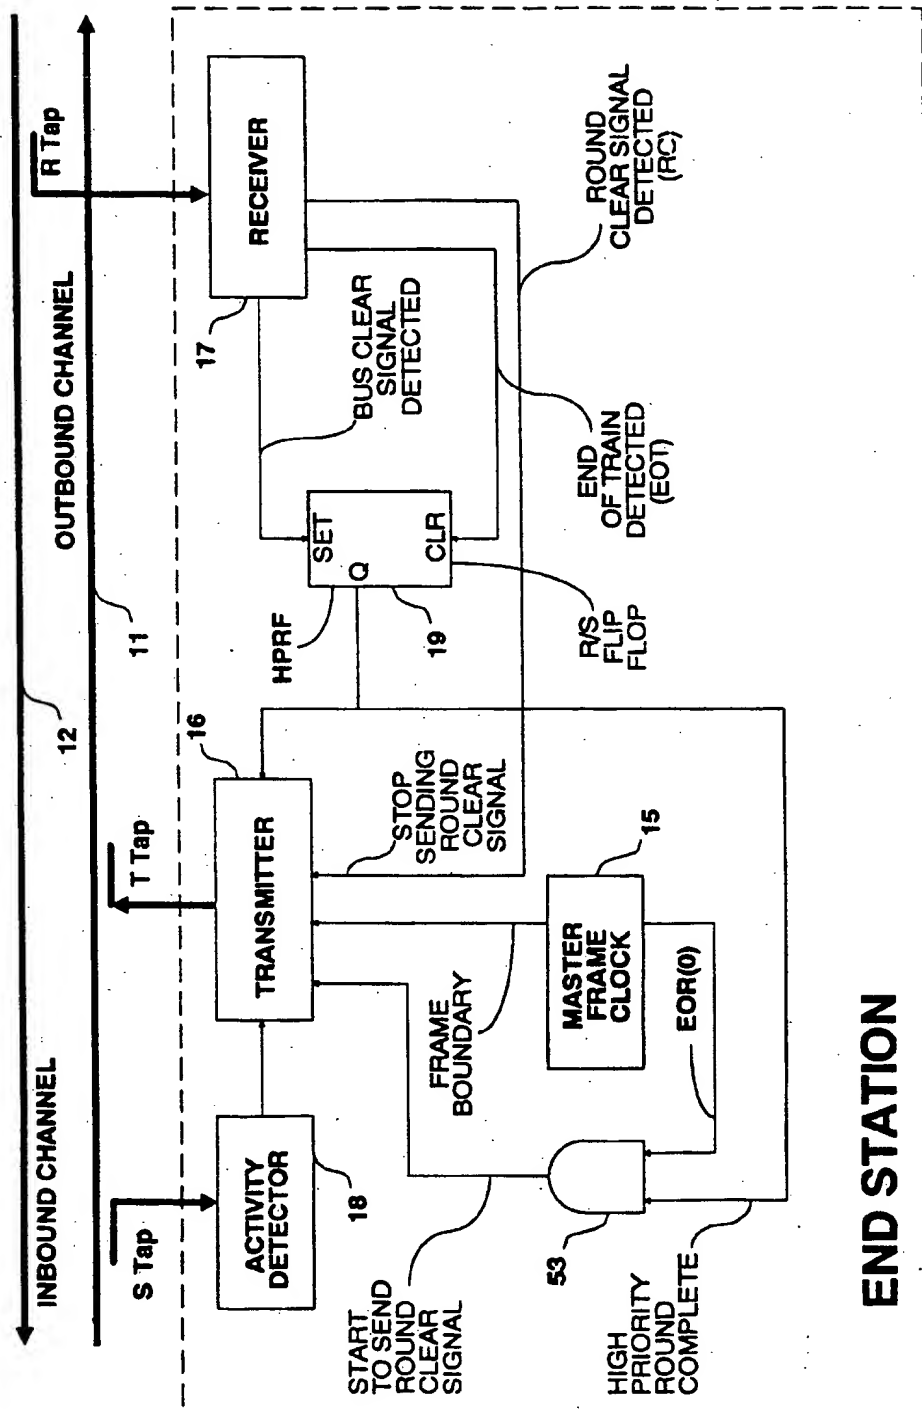 INBOUND CHANNEL
OUTBOUND CHANNEL
12
11
S Tap
T Tap
R Tap
ACTIVITY
DETECTOR
18
TRANSMITTER
16
RECEIVER
17
BUS CLEAR
SIGNAL
DETECTED
SET
Q
CLR
HPRF
19
R/S
FLIP
FLOP
END
OF TRAIN
DETECTED
(EOT)
ROUND
CLEAR SIGNAL
DETECTED
(RC)
STOP
SENDING
ROUND
CLEAR
SIGNAL
START
TO SEND
ROUND
CLEAR
SIGNAL
FRAME
BOUNDARY
MASTER
FRAME
CLOCK
15
EOR(0)
53
HIGH
PRIORITY
ROUND
COMPLETE
END STATION